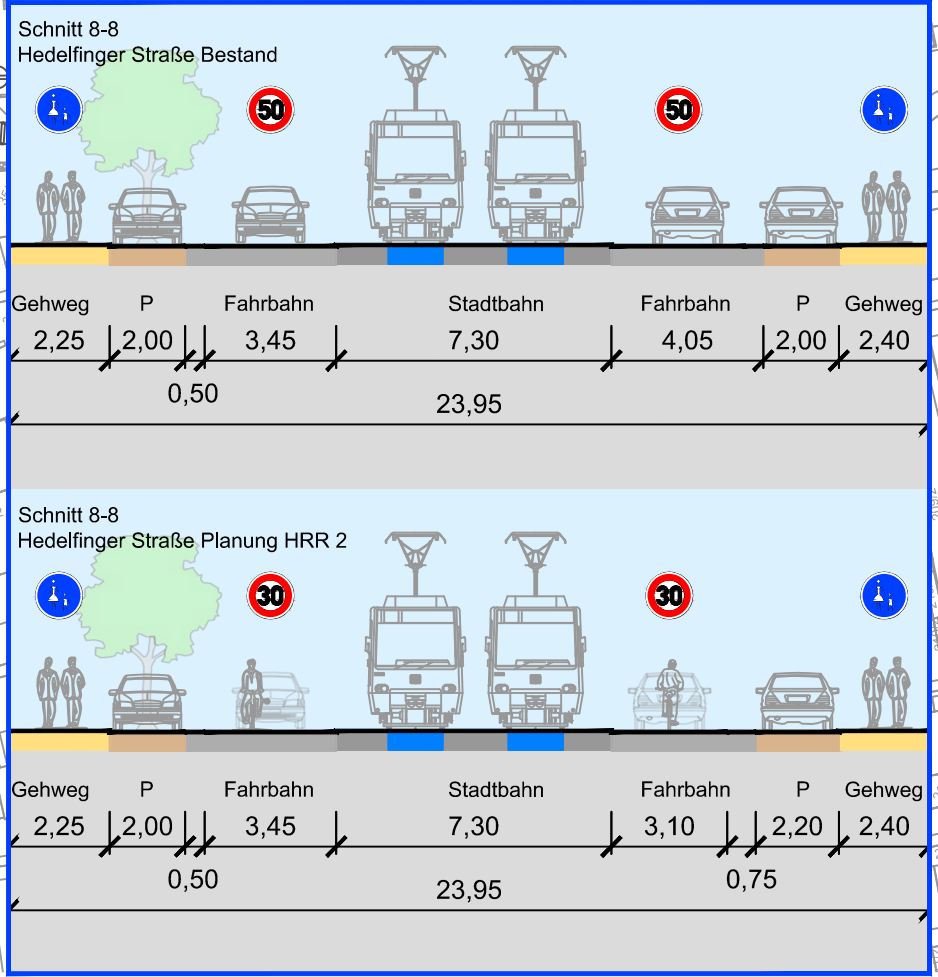 Schnitt 8-8
Hedelfinger Straße Bestand
50 50
Gehweg P Fahrbahn Stadtbahn Fahrbahn P Gehweg
2,25 2,00 3,45 7,30 4,05 2,00 2,40
0,50 23,95
Schnitt 8-8
Hedelfinger Straße Planung HRR 2
30 30
Gehweg P Fahrbahn Stadtbahn Fahrbahn P Gehweg
2,25 2,00 3,45 7,30 3,10 2,20 2,40
0,50 23,95 0,75